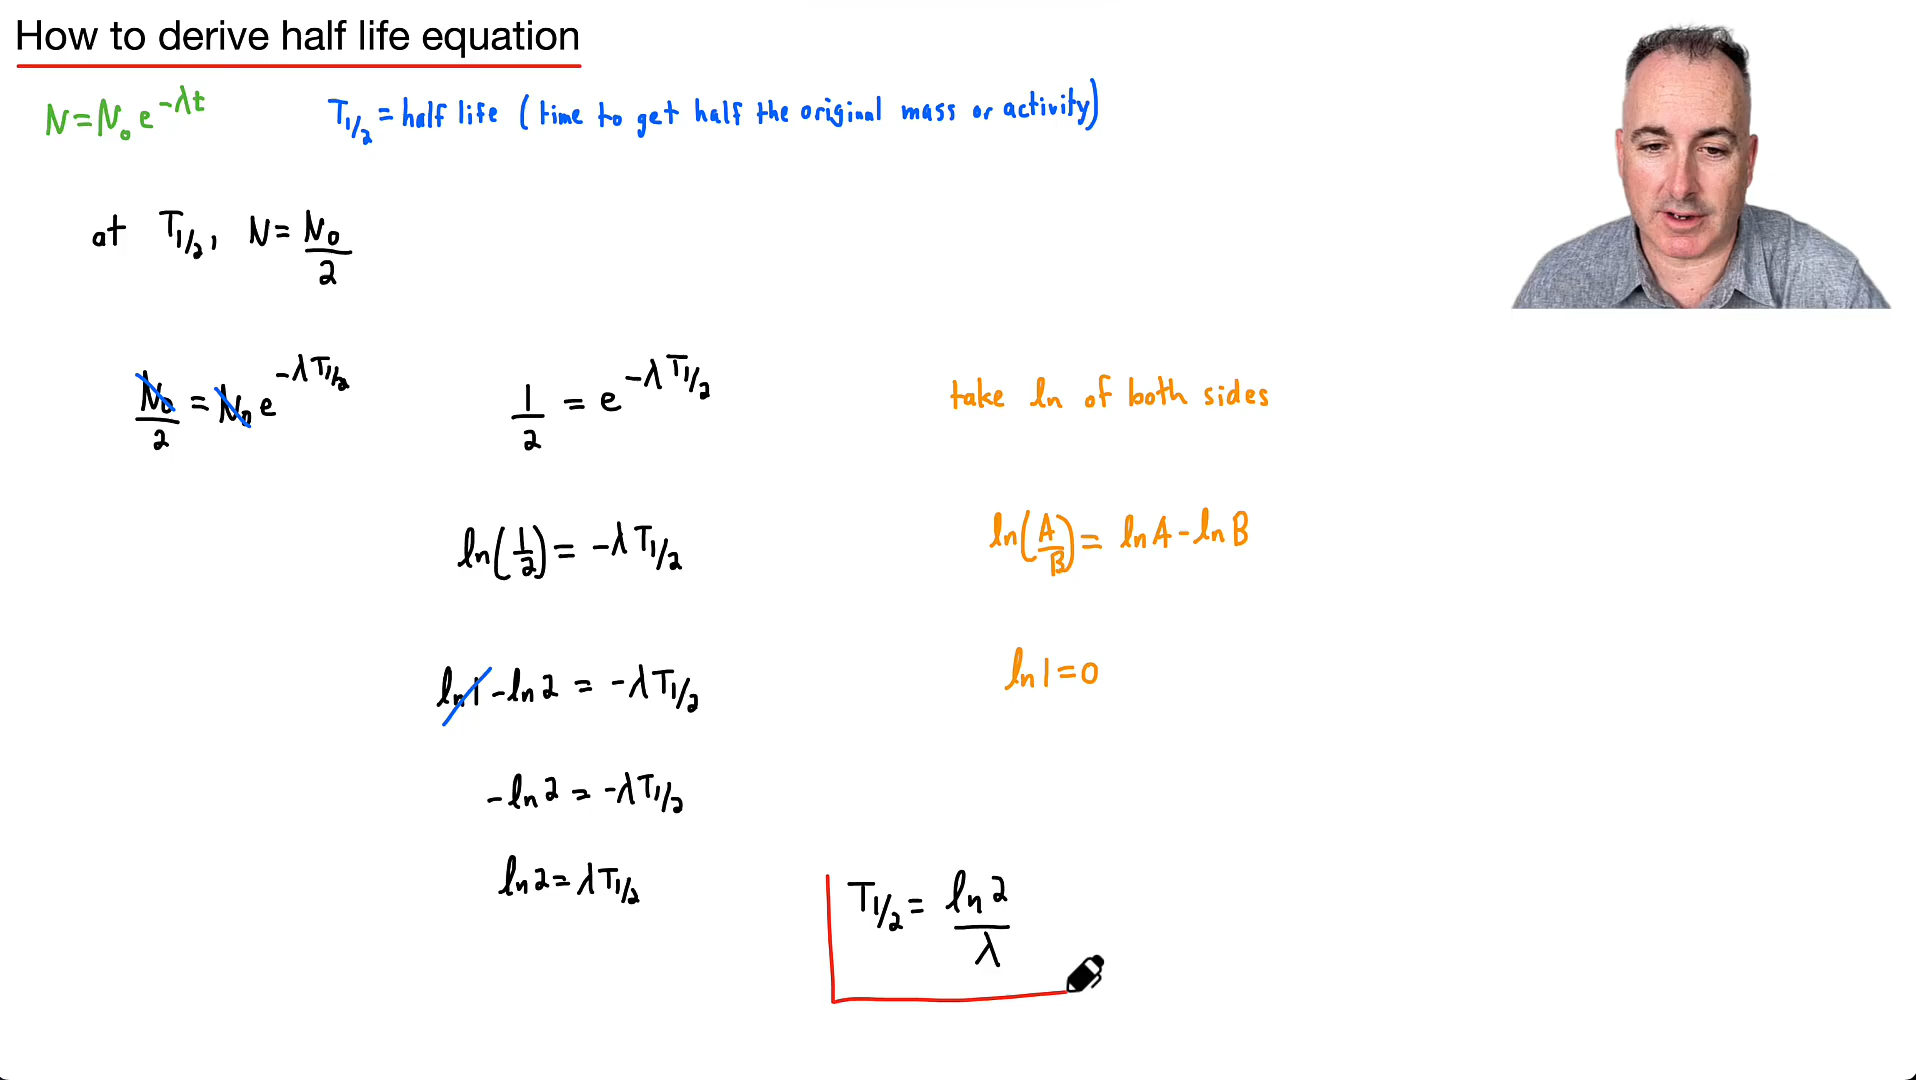 How to derive half life equation
N = N₀ e^(-λt)
T₁/₂ = half life (time to get half the original mass or activity)
at T₁/₂, N = N₀/2
N₀/2 = N₀ e^(-λT₁/₂)
1/2 = e^(-λT₁/₂)
take ln of both sides
ln(1/2) = -λT₁/₂
ln(A/B) = lnA - lnB
ln1 - ln2 = -λT₁/₂
ln1 = 0
-ln2 = -λT₁/₂
ln2 = λT₁/₂
T₁/₂ = ln2/λ